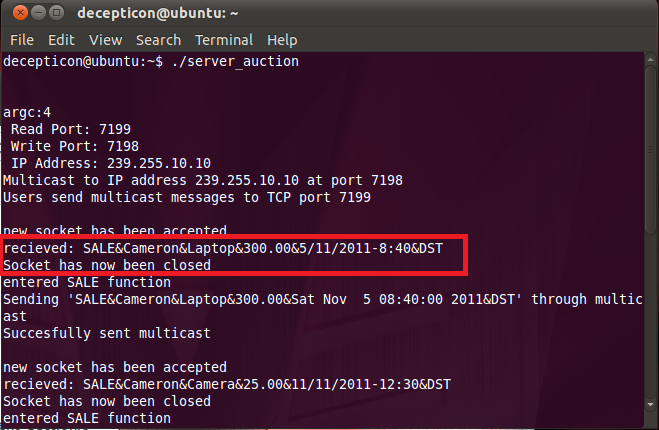 decepticon@ubuntu: ~
File Edit View Search Terminal Help
decepticon@ubuntu:~$ ./server_auction
argc:4
Read Port: 7199
Write Port: 7198
IP Address: 239.255.10.10
Multicast to IP address 239.255.10.10 at port 7198
Users send multicast messages to TCP port 7199
new socket has been accepted
recieved: SALE&Cameron&Laptop&300.00&5/11/2011-8:40&DST
Socket has now been closed
entered SALE function
Sending 'SALE&Cameron&Laptop&300.00&Sat Nov  5 08:40:00 2011&DST' through multic
ast
Succesfully sent multicast
new socket has been accepted
recieved: SALE&Cameron&Camera&25.00&11/11/2011-12:30&DST
Socket has now been closed
entered SALE function